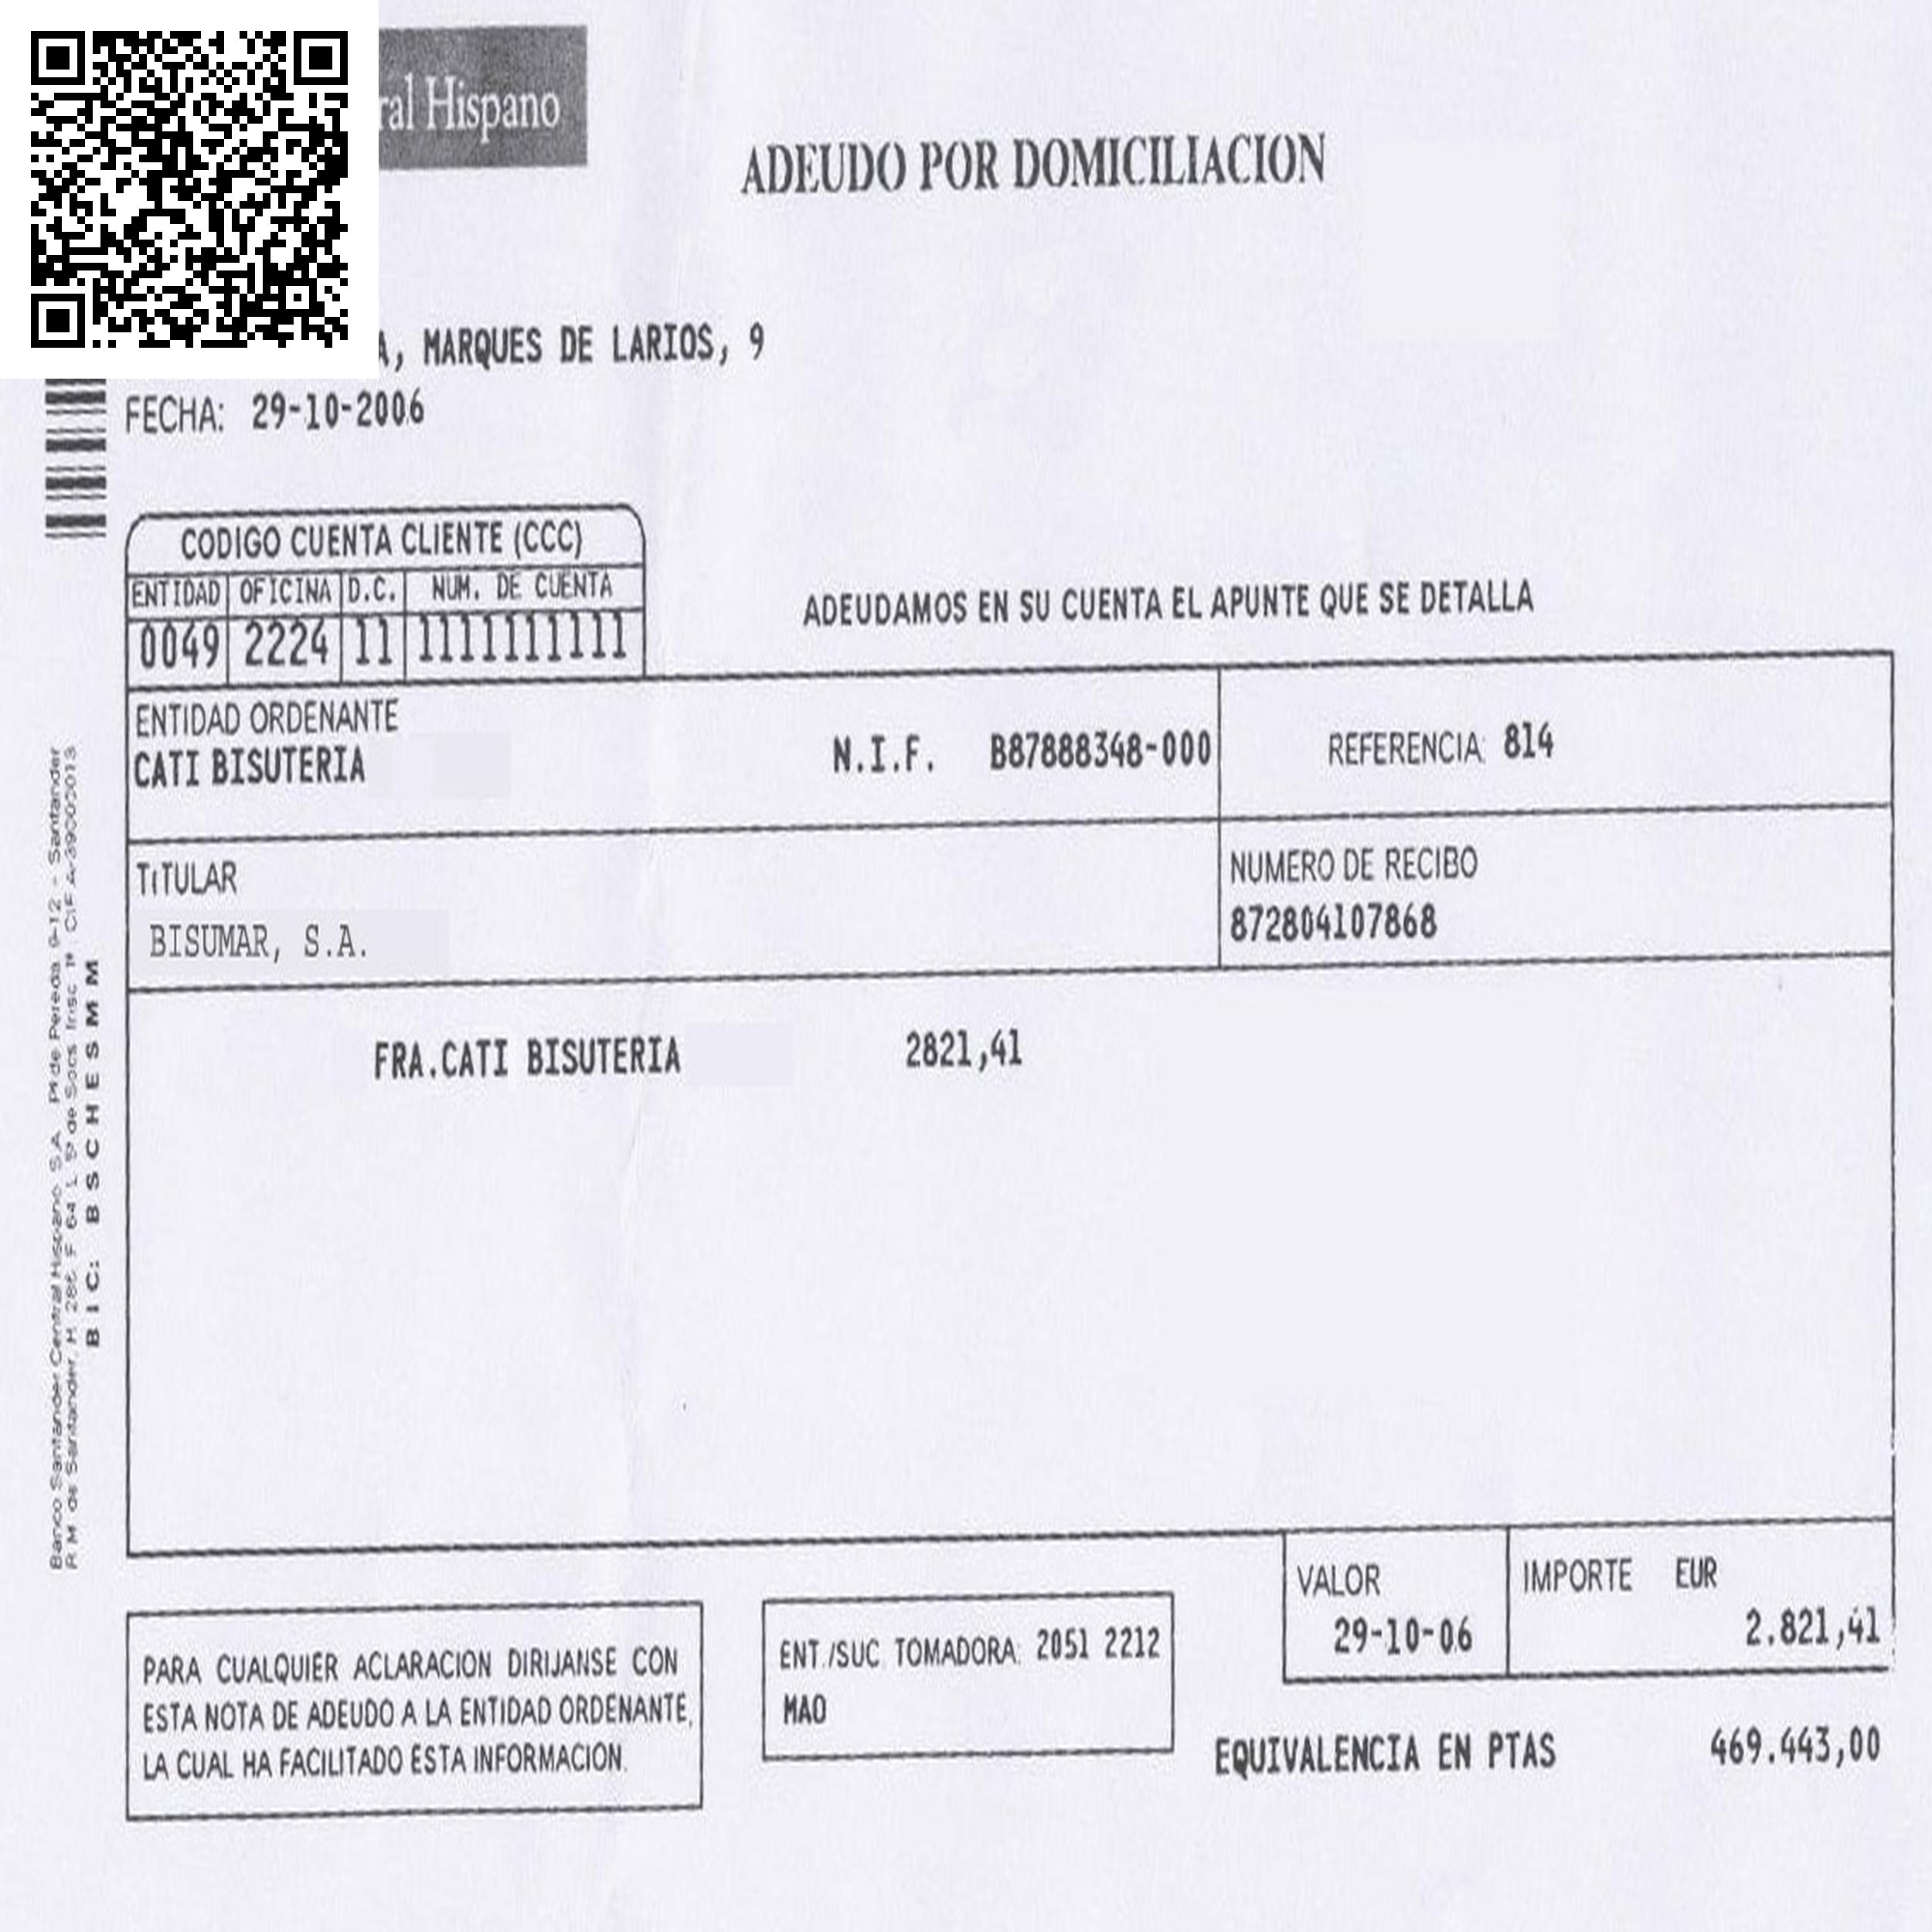 ral Hispano
ADEUDO POR DOMICILIACION
A, MARQUES DE LARIOS, 9
FECHA: 29-10-2006
CODIGO CUENTA CLIENTE (CCC)
ENTIDAD OFICINA D.C. NUM. DE CUENTA
0049 2224 11 1111111111
ADEUDAMOS EN SU CUENTA EL APUNTE QUE SE DETALLA
ENTIDAD ORDENANTE
CATI BISUTERIA N.I.F. B87888348-000
REFERENCIA: 814
TITULAR
BISUMAR, S.A.
NUMERO DE RECIBO
872804107868
FRA.CATI BISUTERIA 2821,41
VALOR
29-10-06
IMPORTE EUR
2.821,41
PARA CUALQUIER ACLARACION DIRIJANSE CON
ESTA NOTA DE ADEUDO A LA ENTIDAD ORDENANTE,
LA CUAL HA FACILITADO ESTA INFORMACION.
ENT./SUC. TOMADORA: 2051 2212
MAO
EQUIVALENCIA EN PTAS 469.443,00
Banco Santander Central Hispano, S.A. Pº de Pereda 9-12 - Santander
R.M. de Santander, H. 286, F. 64 L. 5º de Socs. Insc. 1ª CIF
BIC: BSCHESMM